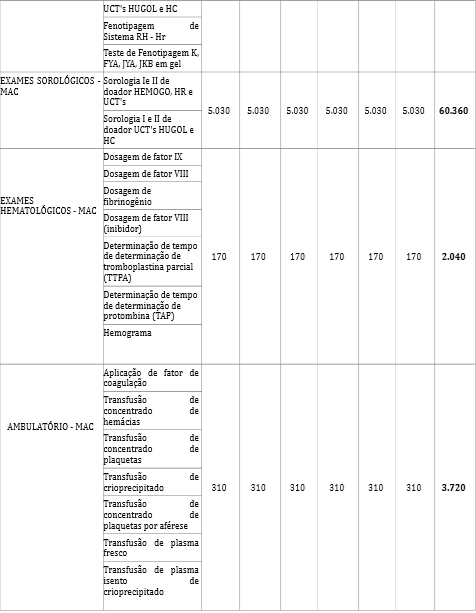 UCT's HUGOL e HC
Fenotipagem de
Sistema RH - Hr
Teste de Fenotipagem K,
FYA, JYA, JKB em gel
EXAMES SOROLÓGICOS -
MAC
Sorologia Ie II de
doador HEMOGO, HR e
UCT's
Sorologia I e II de
doador UCT's HUGOL e
HC
5.030 5.030 5.030 5.030 5.030 5.030 60.360
EXAMES
HEMATOLÓGICOS - MAC
Dosagem de fator IX
Dosagem de fator VIII
Dosagem de
fibrinogênio
Dosagem de fator VIII
(inibidor)
Determinação de tempo
de determinação de
tromboplastina parcial
(TTPA)
Determinação de tempo
de determinação de
protombina (TAP)
Hemograma
170 170 170 170 170 170 2.040
AMBULATÓRIO - MAC
Aplicação de fator de
coagulação
Transfusão de
concentrado de
hemácias
Transfusão de
concentrado de
plaquetas
Transfusão de
crioprecipitado
Transfusão de
concentrado de
plaquetas por aférese
Transfusão de plasma
fresco
Transfusão de plasma
isento de
crioprecipitado
310 310 310 310 310 310 3.720